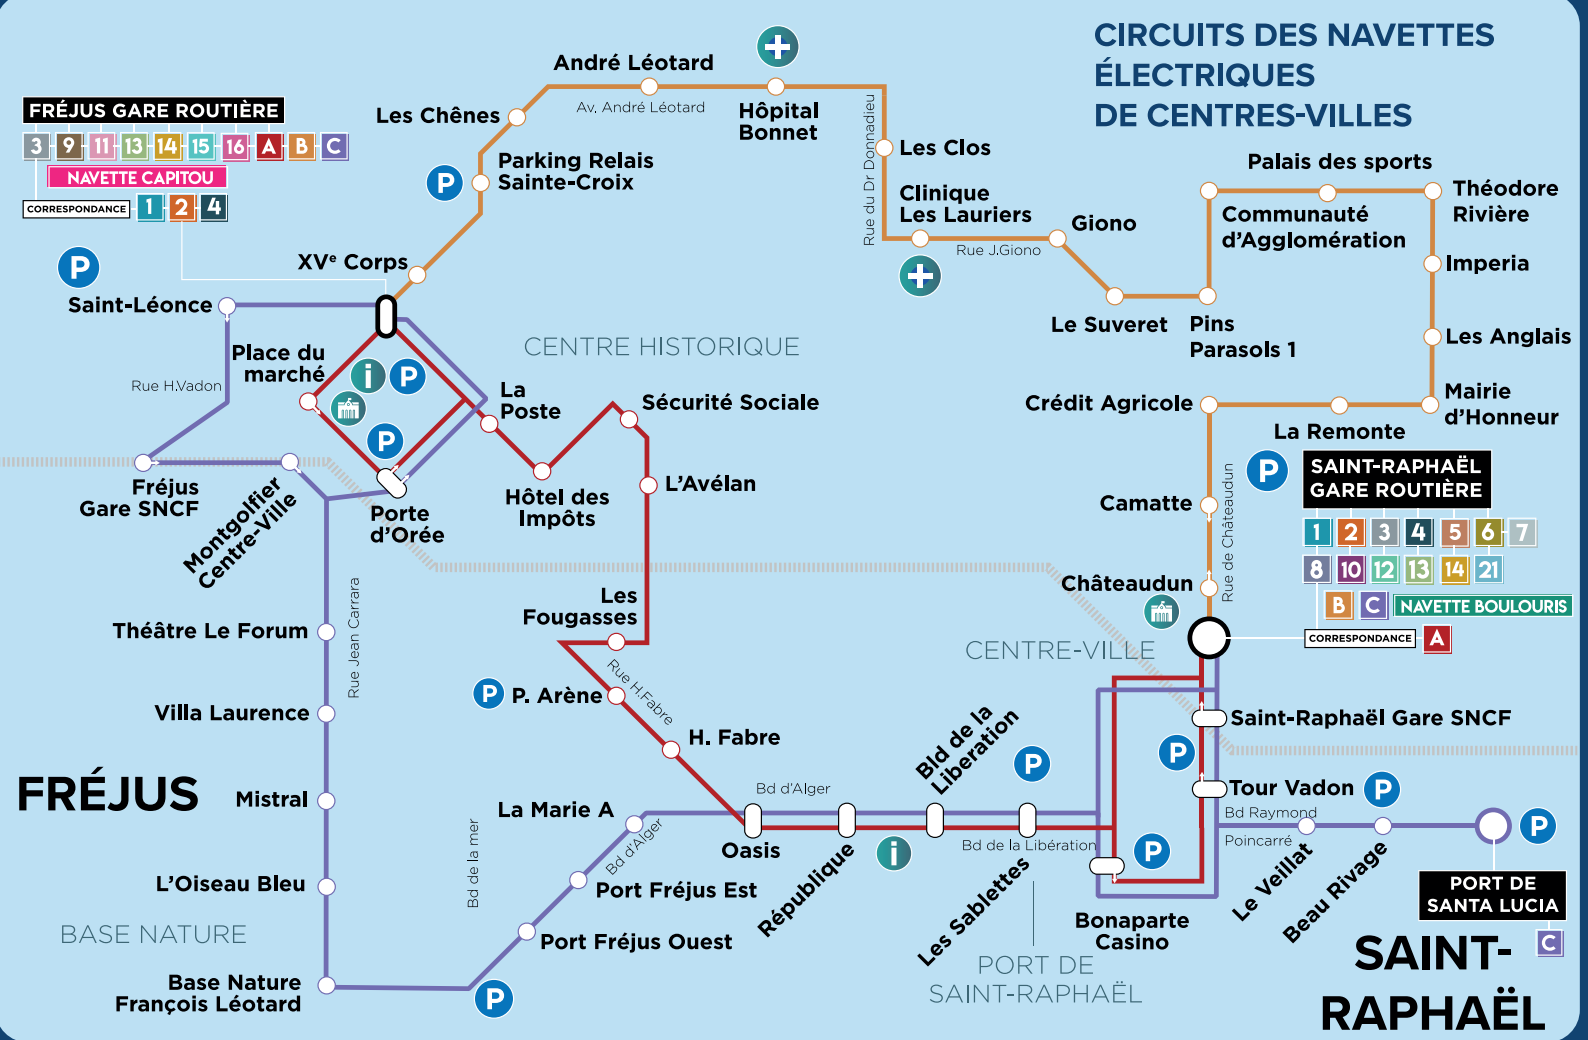 CIRCUITS DES NAVETTES
ÉLECTRIQUES
DE CENTRES-VILLES
FRÉJUS GARE ROUTIÈRE
3 9 11 13 14 15 16 A B C
NAVETTE CAPITOU
CORRESPONDANCE 1 2 4
P
André Léotard
Av. André Léotard
Hôpital
Bonnet
Les Chênes
Parking Relais
Sainte-Croix
P
XVe Corps
Les Clos
Rue du Dr Donnadieu
Clinique
Les Lauriers
Rue J.Giono
Giono
Le Suveret
Pins
Parasols 1
Communauté
d'Agglomération
Palais des sports
Théodore
Rivière
Imperia
Les Anglais
Mairie
d'Honneur
La Remonte
Crédit Agricole
Camatte
Rue de Châteaudun
Châteaudun
P
SAINT-RAPHAËL
GARE ROUTIÈRE
1 2 3 4 5 6 7
8 10 12 13 14 21
B C NAVETTE BOULOURIS
CORRESPONDANCE A
Saint-Léonce
Rue H.Vadon
Place du
marché
i P
P
CENTRE HISTORIQUE
La
Poste
Sécurité Sociale
Hôtel des
Impôts
L'Avélan
Fréjus
Gare SNCF
Montgolfier
Centre-Ville
Porte
d'Orée
Les
Fougasses
Rue H.Fabre
P P. Arène
H. Fabre
Théâtre Le Forum
Rue Jean Carrara
Villa Laurence
FRÉJUS
Mistral
L'Oiseau Bleu
BASE NATURE
Base Nature
François Léotard
P
Bd de la mer
La Marie A
Bd d'Alger
Port Fréjus Est
Port Fréjus Ouest
Bd d'Alger
Oasis
République
i
Bld de la
Liberation
P
Bd de la Libération
Les Sablettes
PORT DE
SAINT-RAPHAËL
CENTRE-VILLE
Saint-Raphaël Gare SNCF
P
Tour Vadon P
P
Bonaparte
Casino
Bd Raymond
Poincarré
Le Veillat
Beau Rivage
P
PORT DE
SANTA LUCIA
C
SAINT-
RAPHAËL